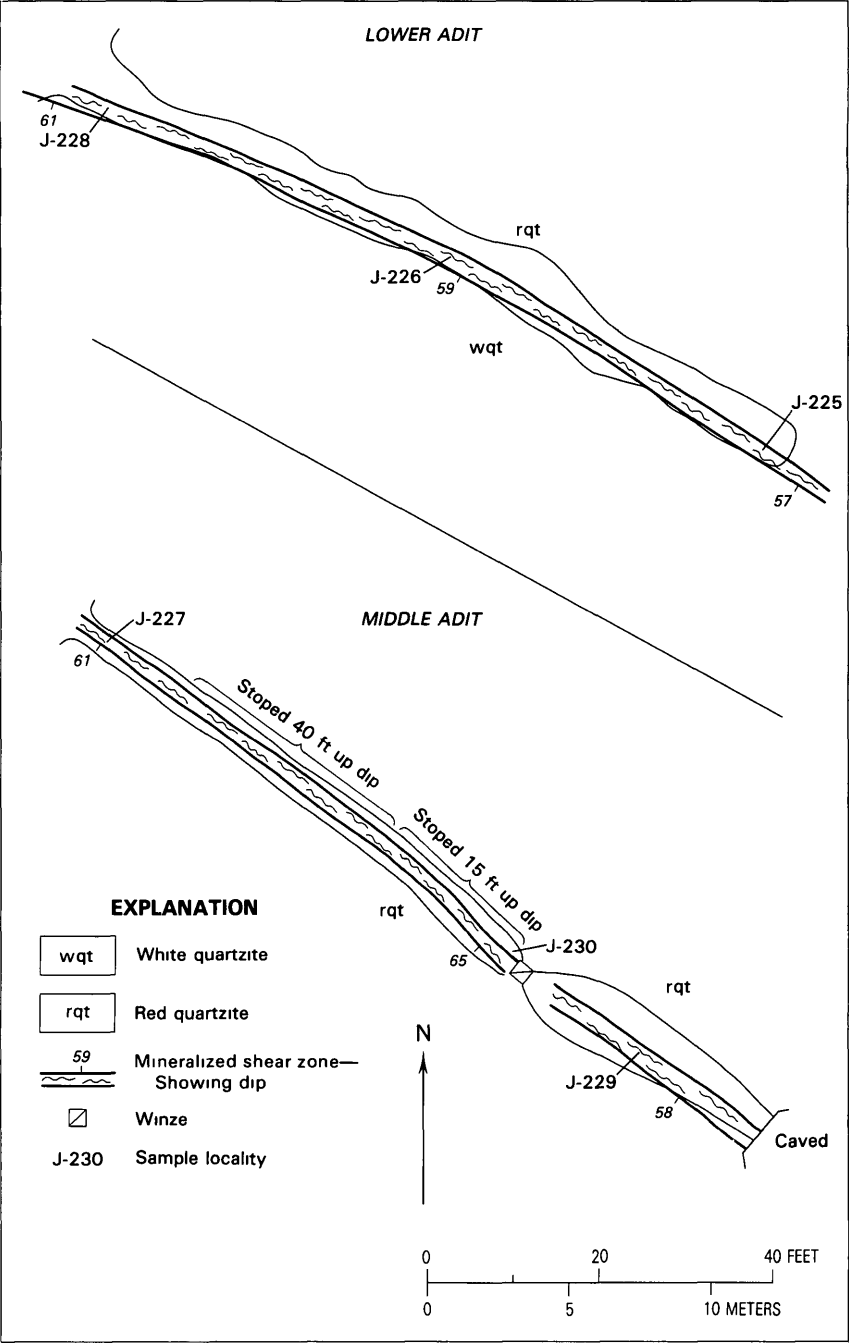 LOWER ADIT
61
J-228
rqt
J-226
59
wqt
J-225
57
MIDDLE ADIT
J-227
61
Stoped 40 ft up dip
Stoped 15 ft up dip
rqt
J-230
65
rqt
J-229
58
Caved
EXPLANATION
wqt White quartzite
rqt Red quartzite
59 Mineralized shear zone—
Showing dip
Winze
J-230 Sample locality
N
0 20 40 FEET
0 5 10 METERS